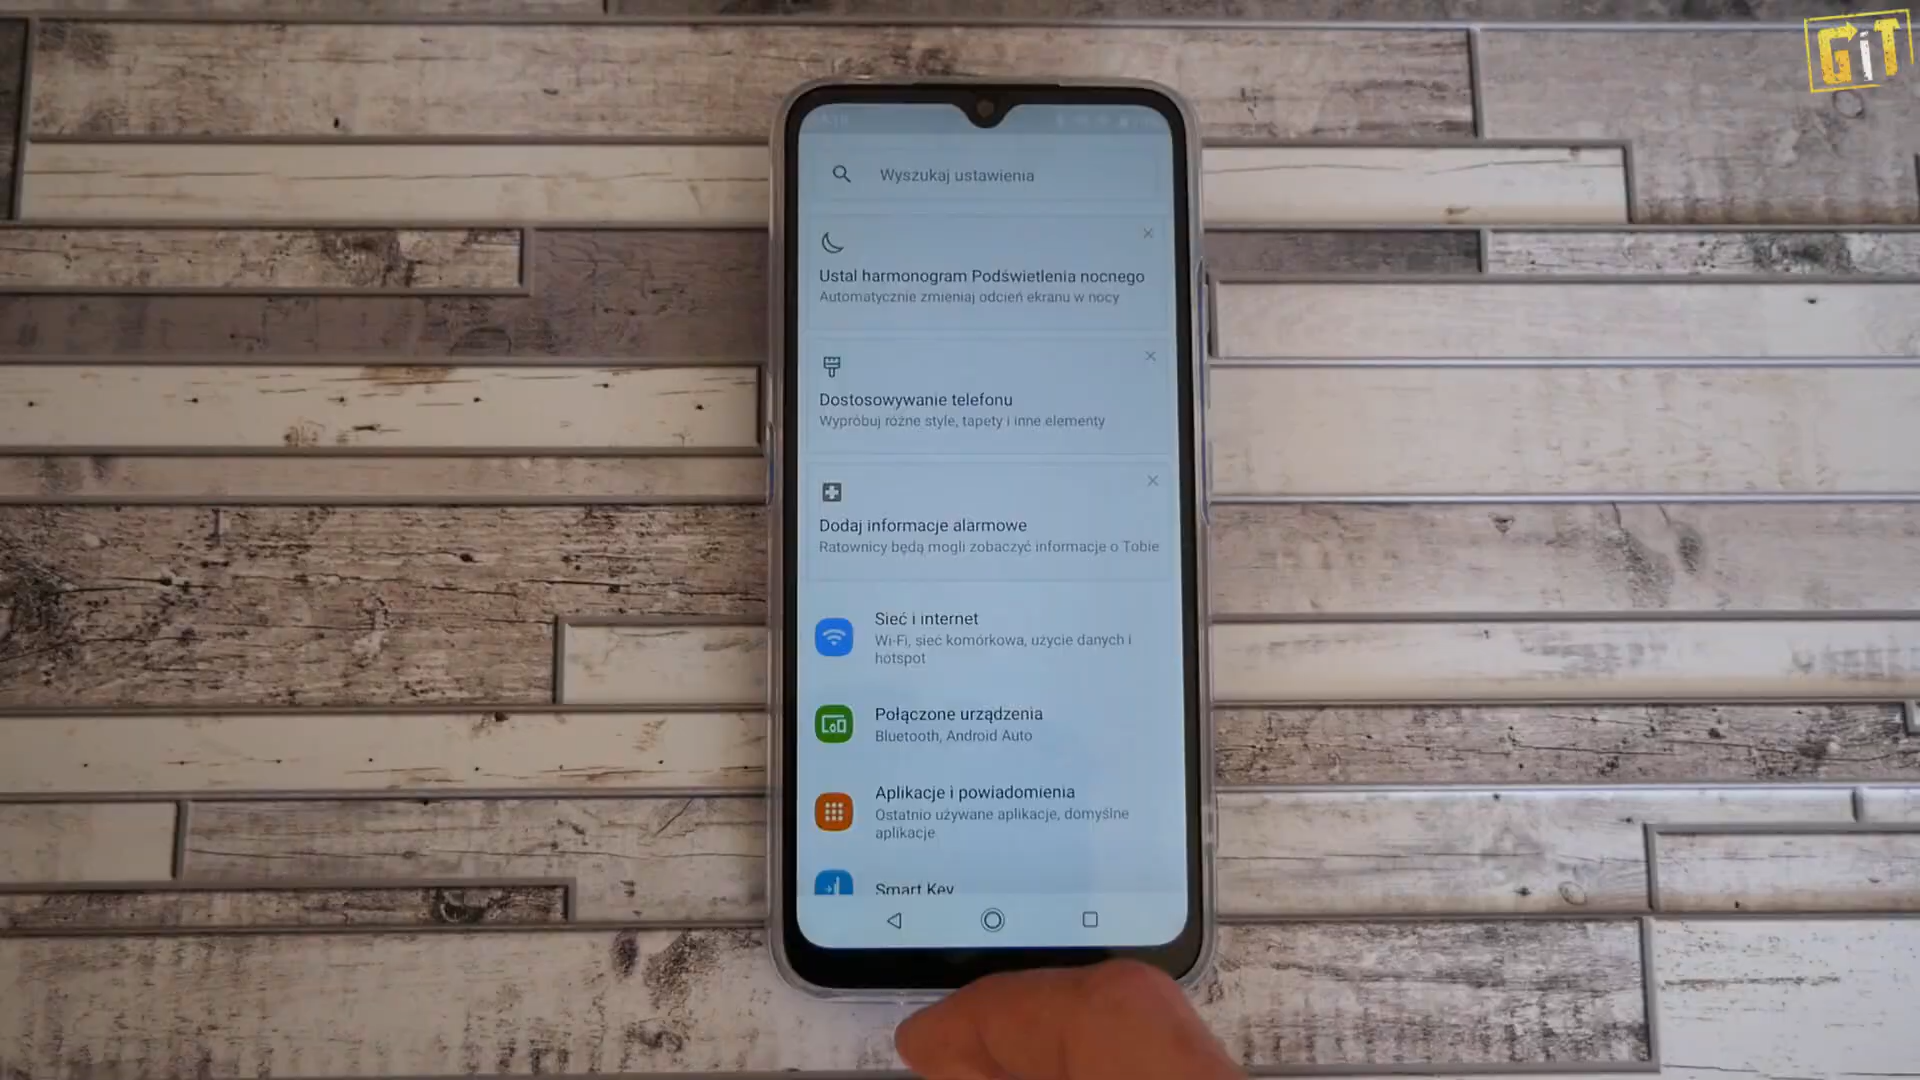 GiT
Wyszukaj ustawienia
Ustal harmonogram Podświetlenia nocnego
Automatycznie zmieniaj odcień ekranu w nocy
Dostosowywanie telefonu
Wypróbuj różne style, tapety i inne elementy
Dodaj informacje alarmowe
Ratownicy będą mogli zobaczyć informacje o Tobie
Sieć i internet
Wi-Fi, sieć komórkowa, użycie danych i
hotspot
Połączone urządzenia
Bluetooth, Android Auto
Aplikacje i powiadomienia
Ostatnio używane aplikacje, domyślne
aplikacje
Smart Key